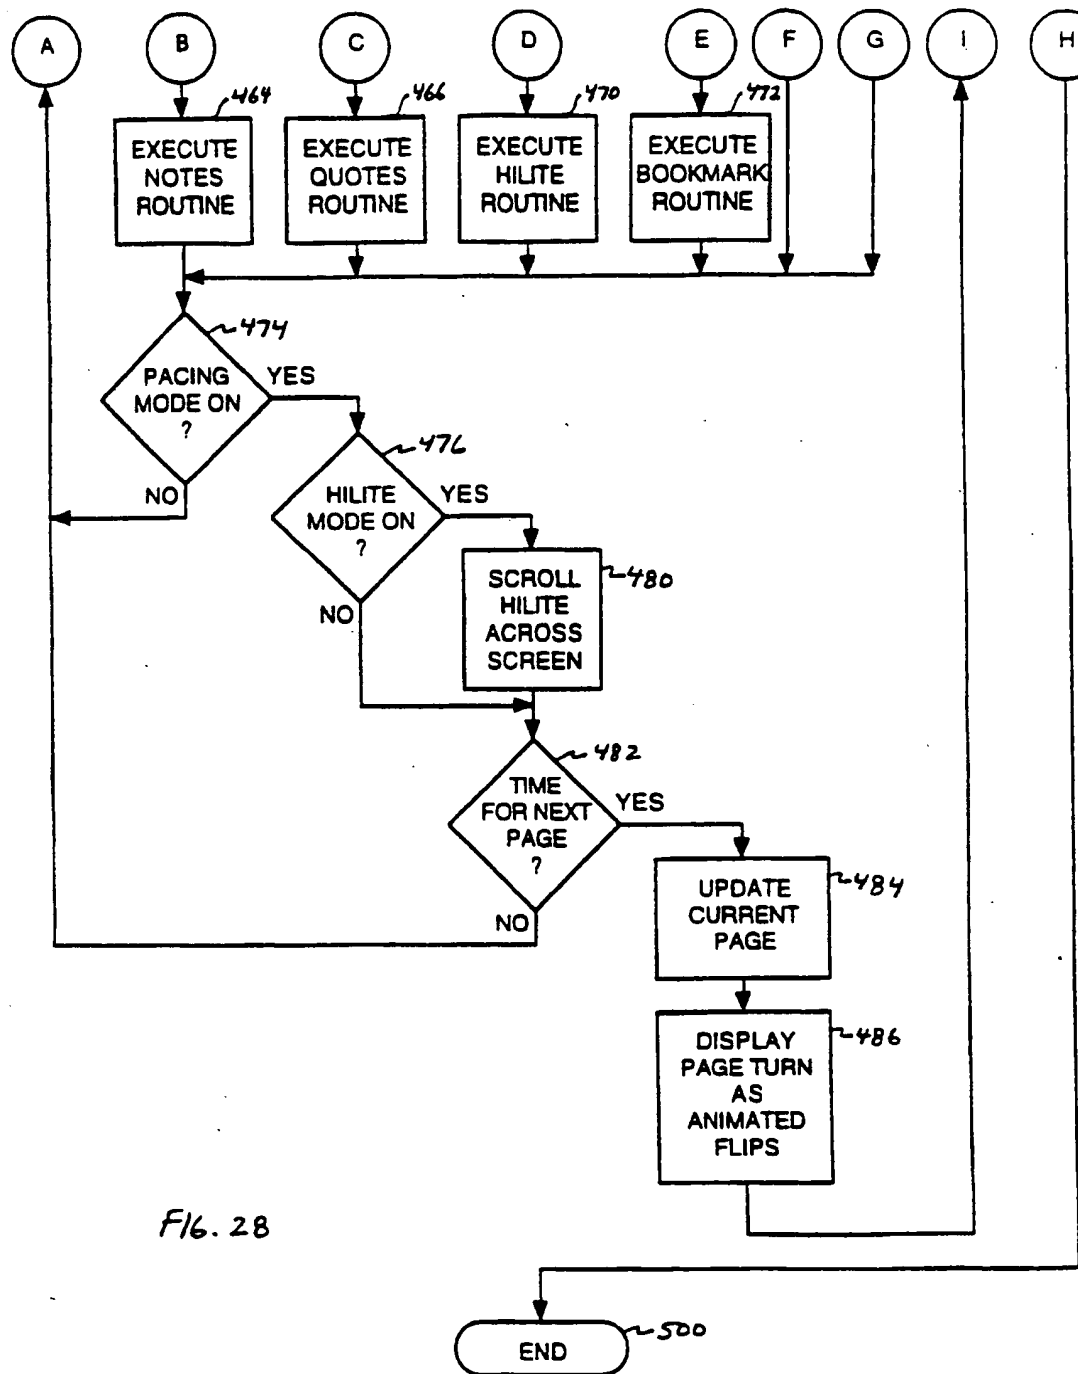 A B C D E F G I H
464 466 470 472
EXECUTE
NOTES
ROUTINE
EXECUTE
QUOTES
ROUTINE
EXECUTE
HILITE
ROUTINE
EXECUTE
BOOKMARK
ROUTINE
474
PACING
MODE ON
?
YES
NO
476
HILITE
MODE ON
?
YES
NO
480
SCROLL
HILITE
ACROSS
SCREEN
482
TIME
FOR NEXT
PAGE
?
YES
NO
484
UPDATE
CURRENT
PAGE
486
DISPLAY
PAGE TURN
AS
ANIMATED
FLIPS
FIG. 28
500
END